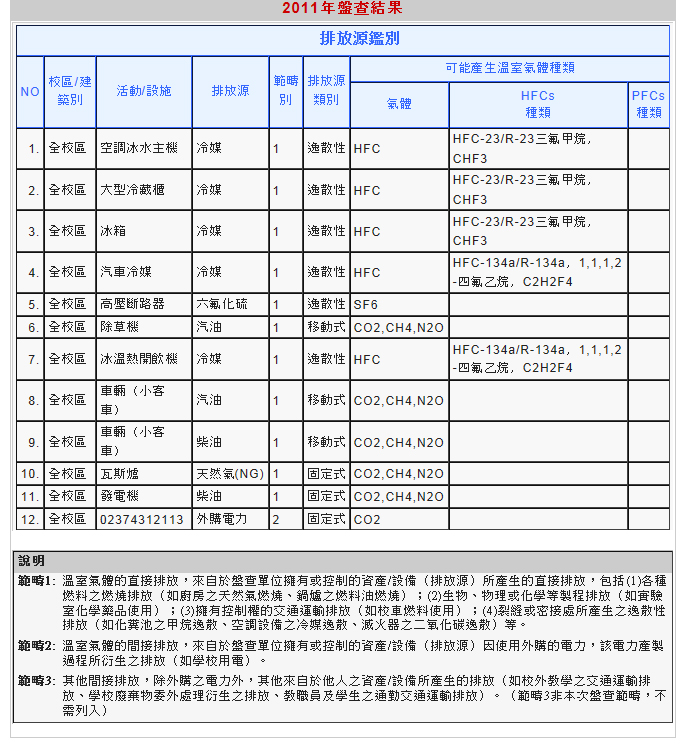 2011年盤查結果
排放源鑑別
NO 校區/建築別 活動/設施 排放源 範疇別 排放源類別 可能產生溫室氣體種類
氣體 HFCs種類 PFCs種類
1. 全校區 空調冰水主機 冷媒 1 逸散性 HFC HFC-23/R-23三氟甲烷, CHF3
2. 全校區 大型冷藏櫃 冷媒 1 逸散性 HFC HFC-23/R-23三氟甲烷, CHF3
3. 全校區 冰箱 冷媒 1 逸散性 HFC HFC-23/R-23三氟甲烷, CHF3
4. 全校區 汽車冷媒 冷媒 1 逸散性 HFC HFC-134a/R-134a, 1,1,1,2-四氟乙烷, C2H2F4
5. 全校區 高壓斷路器 六氟化硫 1 逸散性 SF6
6. 全校區 除草機 汽油 1 移動式 CO2,CH4,N2O
7. 全校區 冰溫熱開飲機 冷媒 1 逸散性 HFC HFC-134a/R-134a, 1,1,1,2-四氟乙烷, C2H2F4
8. 全校區 車輛（小客車） 汽油 1 移動式 CO2,CH4,N2O
9. 全校區 車輛（小客車） 柴油 1 移動式 CO2,CH4,N2O
10. 全校區 瓦斯爐 天然氣(NG) 1 固定式 CO2,CH4,N2O
11. 全校區 發電機 柴油 1 固定式 CO2,CH4,N2O
12. 全校區 02374312113 外購電力 2 固定式 CO2
說明
範疇1: 溫室氣體的直接排放，來自於盤查單位擁有或控制的資產/設備（排放源）所產生的直接排放，包括(1)各種
燃料之燃燒排放（如廚房之天然氣燃燒、鍋爐之燃料油燃燒）；(2)生物、物理或化學等製程排放（如實驗
室化學藥品使用）；(3)擁有控制權的交通運輸排放（如校車燃料使用）；(4)裂縫或密接處所產生之逸散性
排放（如化糞池之甲烷逸散、空調設備之冷媒逸散、滅火器之二氧化碳逸散）等。
範疇2: 溫室氣體的間接排放，來自於盤查單位擁有或控制的資產/設備（排放源）因使用外購的電力，該電力產製
過程所衍生之排放（如學校用電）。
範疇3: 其他間接排放，除外購之電力外，其他來自於他人之資產/設備所產生的排放（如校外教學之交通運輸排
放、學校廢棄物委外處理衍生之排放、教職員及學生之通勤交通運輸排放）。（範疇3非本次盤查範疇，不
需列入）